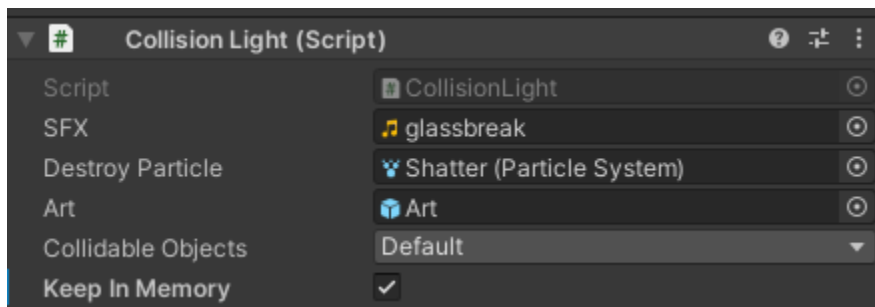 Collision Light (Script)
Script CollisionLight
SFX glassbreak
Destroy Particle Shatter (Particle System)
Art Art
Collidable Objects Default
Keep In Memory